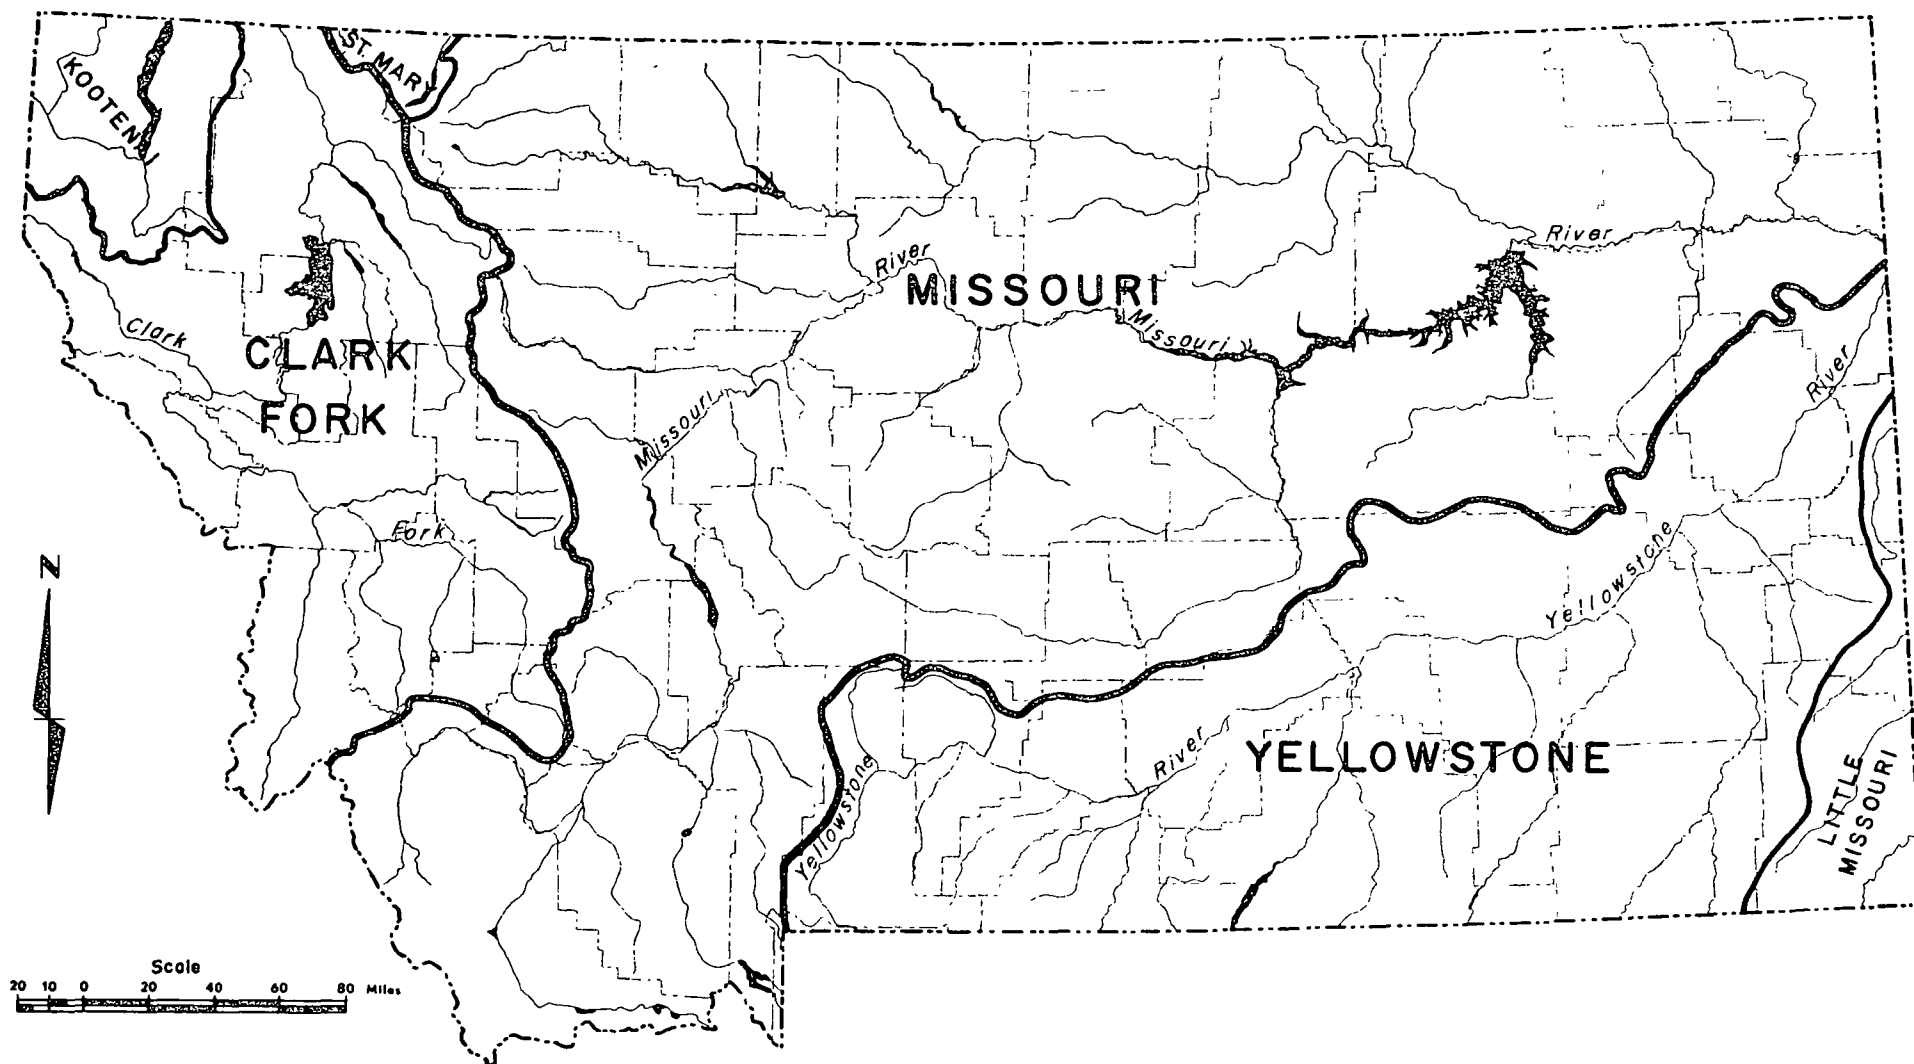 ST. MARY
KOOTENAI
River
River
MISSOURI
Missouri
Clark
CLARK
FORK
River
Missouri
Fork
N
Yellowstone
River
YELLOWSTONE
Yellowstone
LITTLE
MISSOURI
Scale
20 10 0 20 40 60 80 Miles